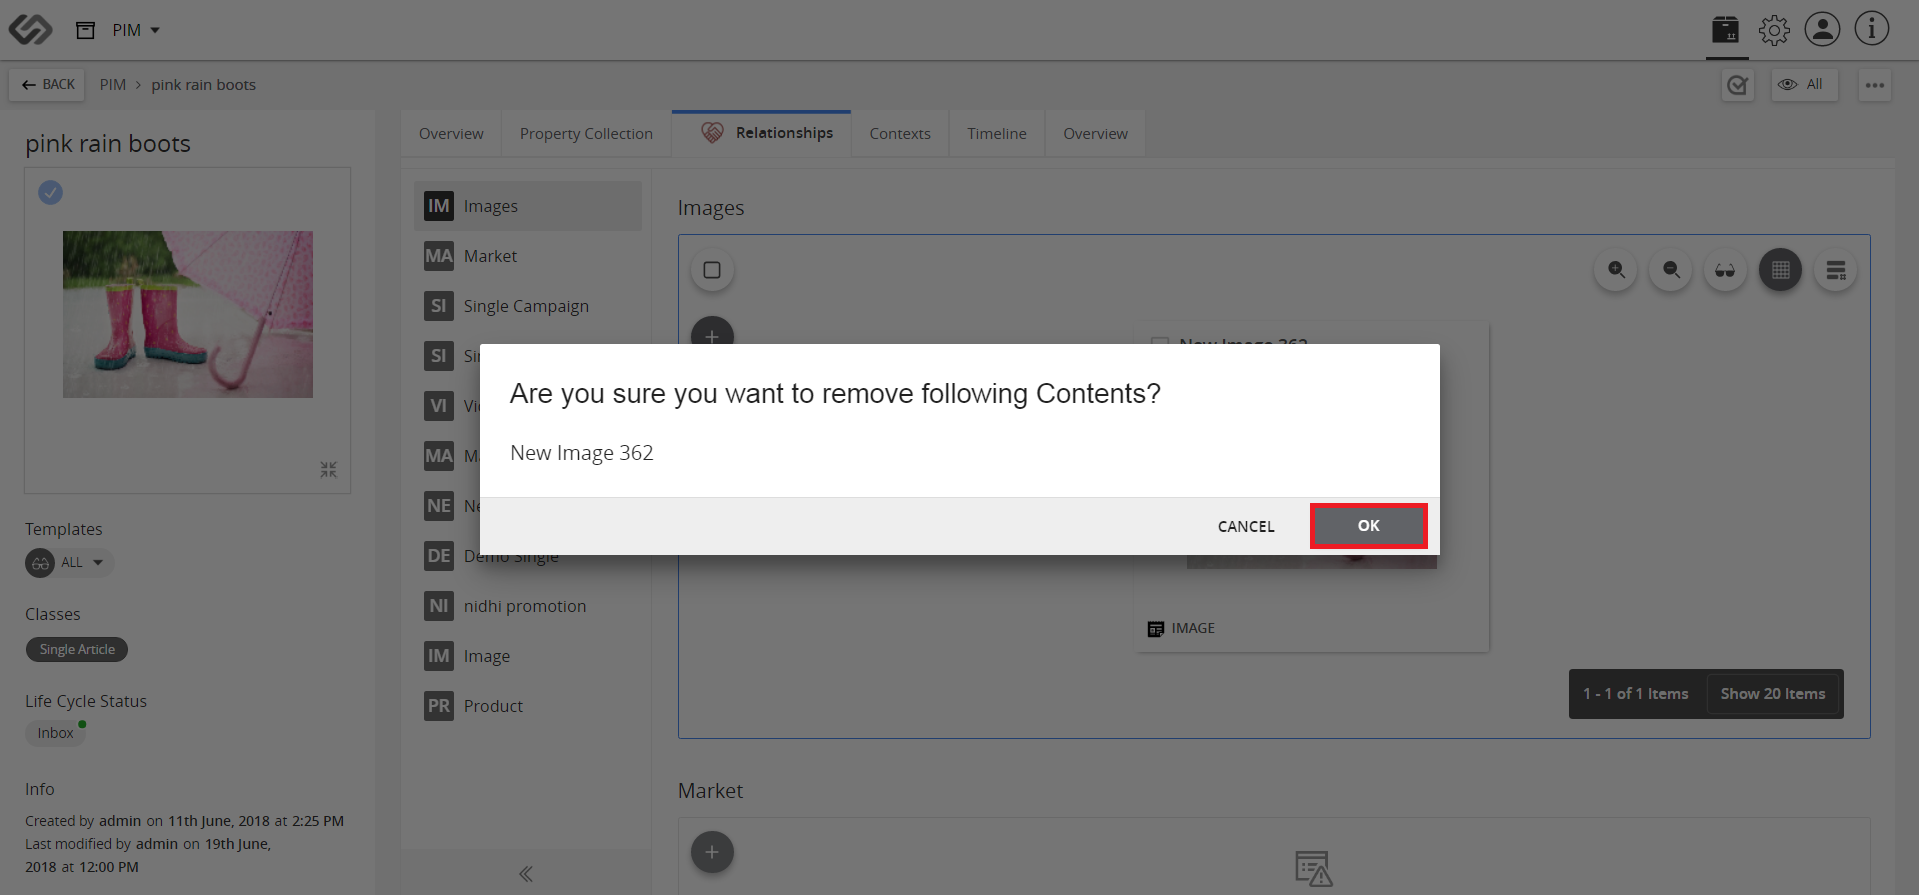 PIM
BACK
PIM > pink rain boots
All
pink rain boots
Overview
Property Collection
Relationships
Contexts
Timeline
Overview
IM Images
MA Market
SI Single Campaign
SI
VI
MA
NE
DE Demo Single
NI nidhi promotion
IM Image
PR Product
Images
New Image 362
Are you sure you want to remove following Contents?
New Image 362
CANCEL
OK
IMAGE
1 - 1 of 1 Items
Show 20 Items
Market
Templates
ALL
Classes
Single Article
Life Cycle Status
Inbox
Info
Created by admin on 11th June, 2018 at 2:25 PM
Last modified by admin on 19th June,
2018 at 12:00 PM